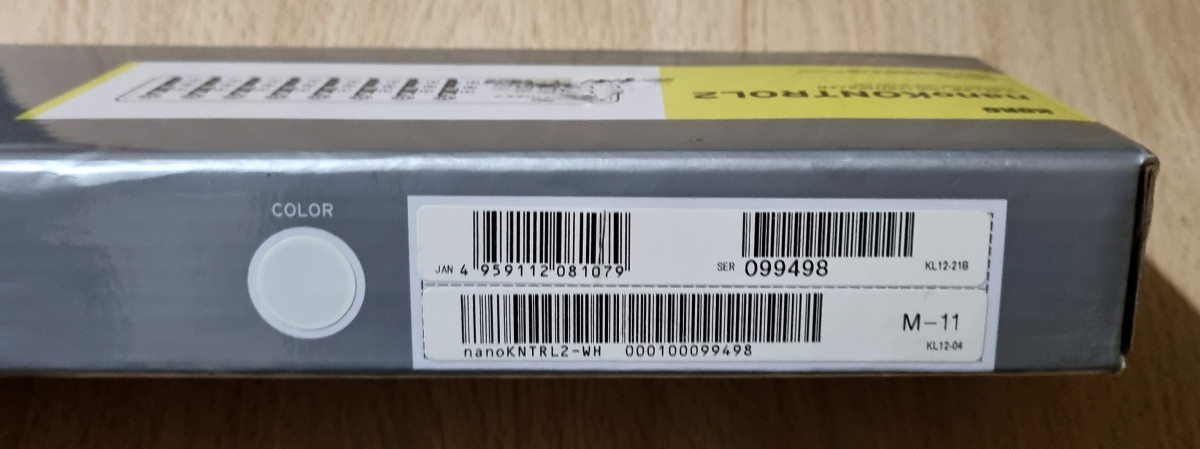 KORG
nanoKONTROL2
COLOR
JAN 4 959112 081079
SER 099498
KL12-21B
nanoKNTRL2-WH 000100099498
M-11
KL12-04